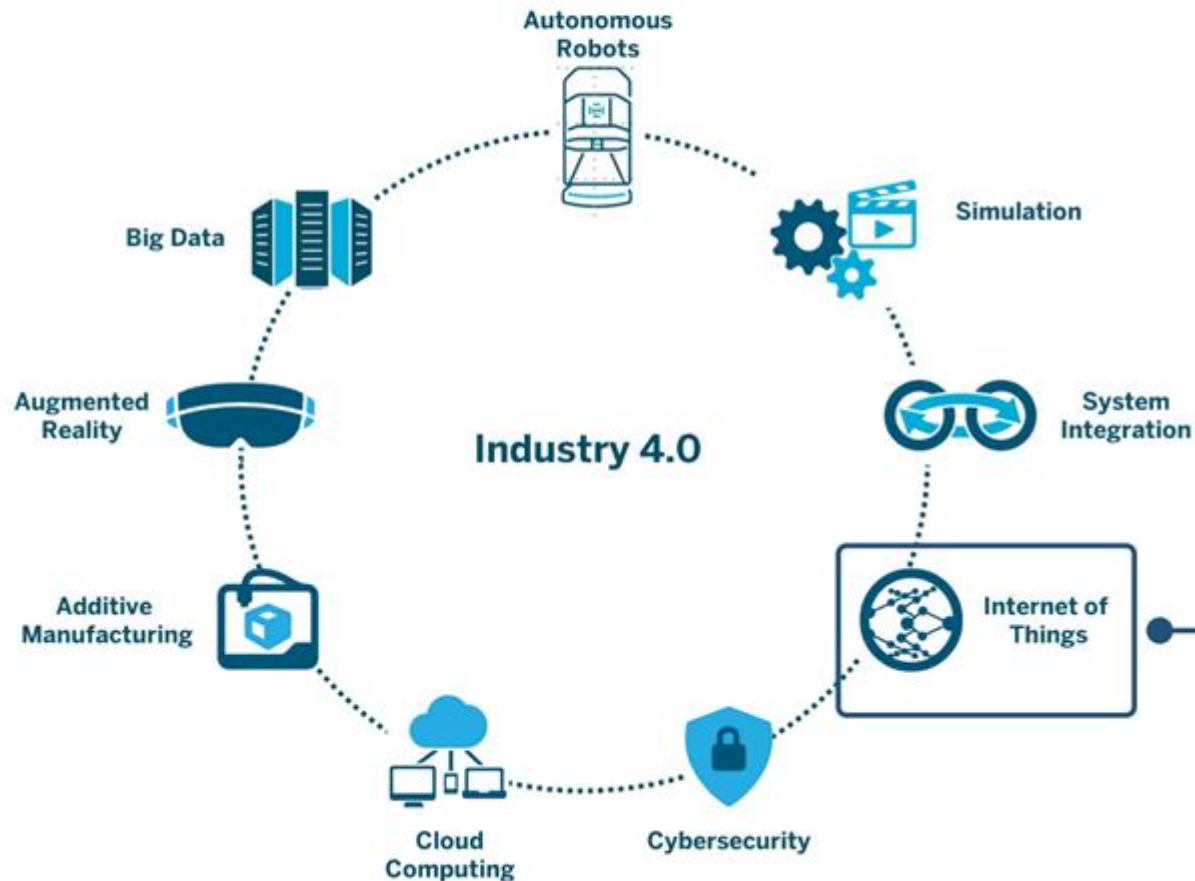 Autonomous
Robots
Simulation
Big Data
System
Integration
Augmented
Reality
Industry 4.0
Internet of
Things
Additive
Manufacturing
Cybersecurity
Cloud
Computing